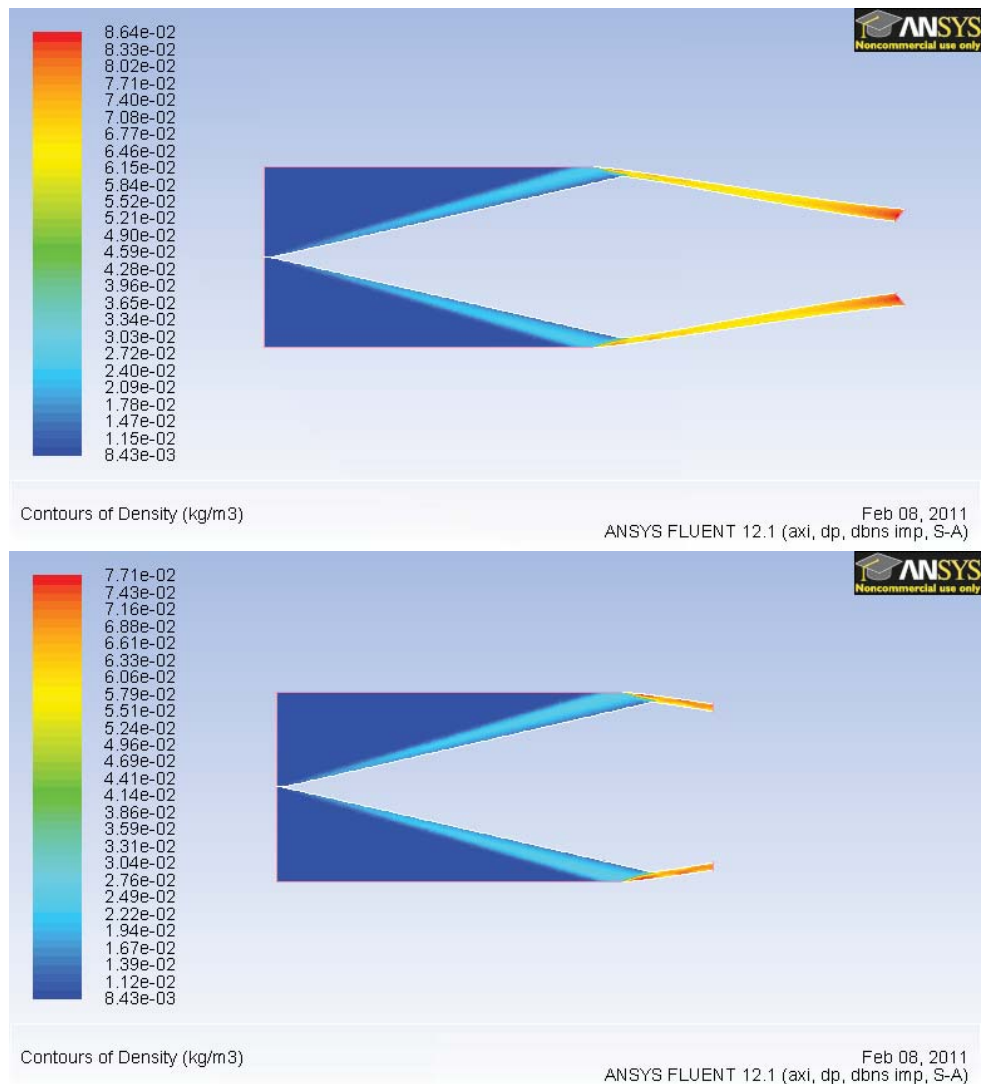 ANSYS
Noncommercial use only
8.64e-02
8.33e-02
8.02e-02
7.71e-02
7.40e-02
7.08e-02
6.77e-02
6.46e-02
6.15e-02
5.84e-02
5.52e-02
5.21e-02
4.90e-02
4.59e-02
4.28e-02
3.96e-02
3.65e-02
3.34e-02
3.03e-02
2.72e-02
2.40e-02
2.09e-02
1.78e-02
1.47e-02
1.15e-02
8.43e-03
Contours of Density (kg/m3)
Feb 08, 2011
ANSYS FLUENT 12.1 (axi, dp, dbns imp, S-A)
ANSYS
Noncommercial use only
7.71e-02
7.43e-02
7.16e-02
6.88e-02
6.61e-02
6.33e-02
6.06e-02
5.79e-02
5.51e-02
5.24e-02
4.96e-02
4.69e-02
4.41e-02
4.14e-02
3.86e-02
3.59e-02
3.31e-02
3.04e-02
2.76e-02
2.49e-02
2.22e-02
1.94e-02
1.67e-02
1.39e-02
1.12e-02
8.43e-03
Contours of Density (kg/m3)
Feb 08, 2011
ANSYS FLUENT 12.1 (axi, dp, dbns imp, S-A)